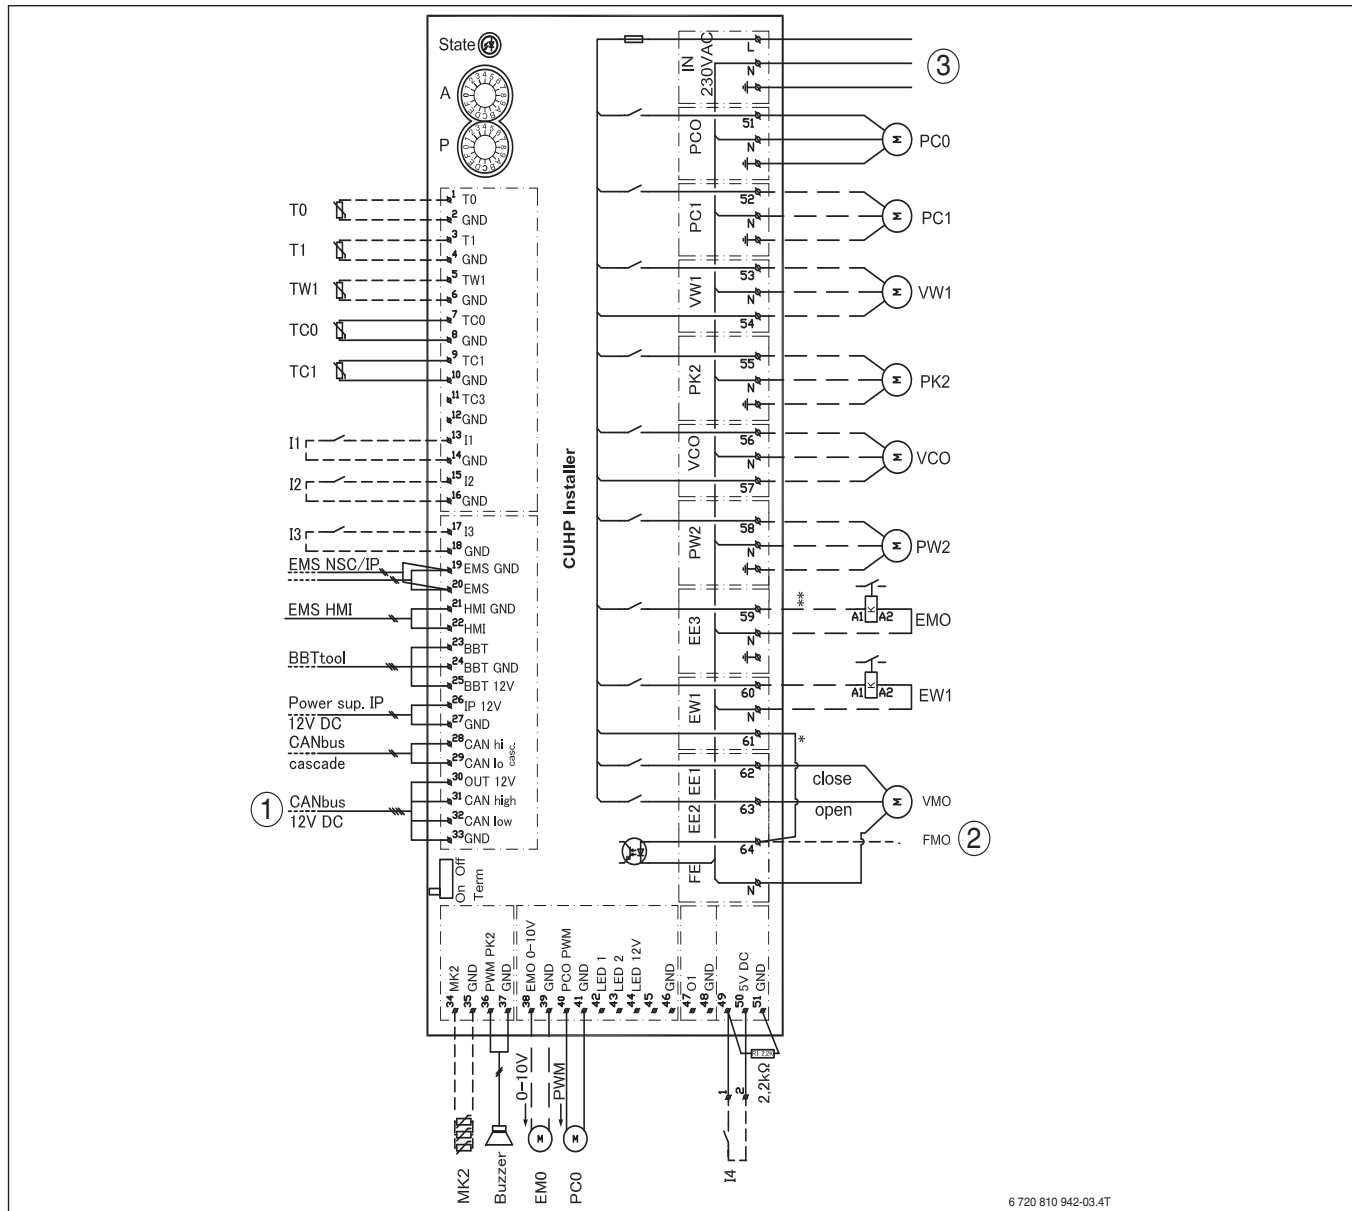 State
A
P
CUHP Installer
IN
230VAC
L
N
3
PCO
51
N
PC0
PC1
52
N
PC1
VW1
53
N
54
VW1
PK2
55
N
PK2
VCO
56
N
57
VCO
PW2
58
N
PW2
EE3
59
N
**
A1
K
A2
EMO
EW1
60
N
61
*
A1
K
A2
EW1
EE1
62
close
EE2
63
open
VMO
FE
64
N
FMO
2
T0
1 T0
2 GND
T1
3 T1
4 GND
TW1
5 TW1
6 GND
TC0
7 TC0
8 GND
TC1
9 TC1
10 GND
11 TC3
12 GND
I1
13 I1
14 GND
I2
15 I2
16 GND
I3
17 I3
18 GND
EMS NSC/IP
19 EMS GND
20 EMS
EMS HMI
21 HMI GND
22 HMI
BBTtool
23 BBT
24 BBT GND
25 BBT 12V
Power sup. IP
12V DC
26 IP 12V
27 GND
CANbus
cascade
28 CAN hi
29 CAN lo
casc.
1
CANbus
12V DC
30 OUT 12V
31 CAN high
32 CAN low
33 GND
On Off
Term
34 MK2
35 GND
36 PWM PK2
37 GND
38 EMO 0-10V
39 GND
40 PCO PWM
41 GND
42 LED 1
43 LED 2
44 LED 12V
45
46 GND
47 O1
48 GND
49
50 5V DC
51 GND
R1 2.2K
2,2kΩ
0-10V
PWM
1
2
M
M
M
M
M
M
M
M
M
MK2
Buzzer
EM0
PC0
I4
6 720 810 942-03.4T